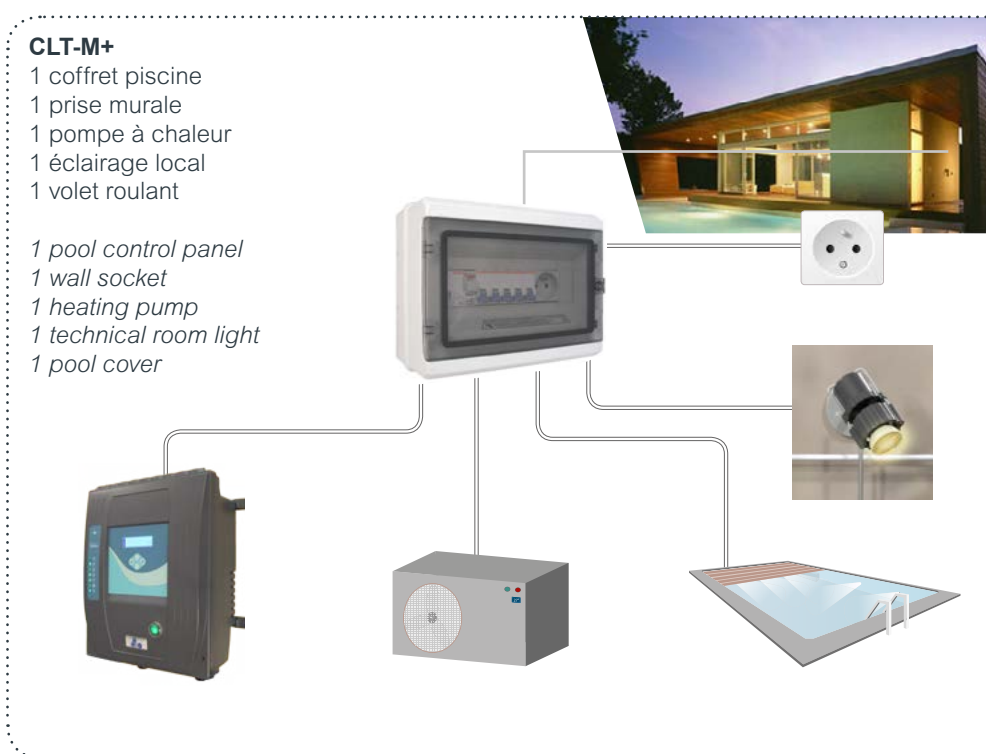 CLT-M+
1 coffret piscine
1 prise murale
1 pompe à chaleur
1 éclairage local
1 volet roulant
1 pool control panel
1 wall socket
1 heating pump
1 technical room light
1 pool cover